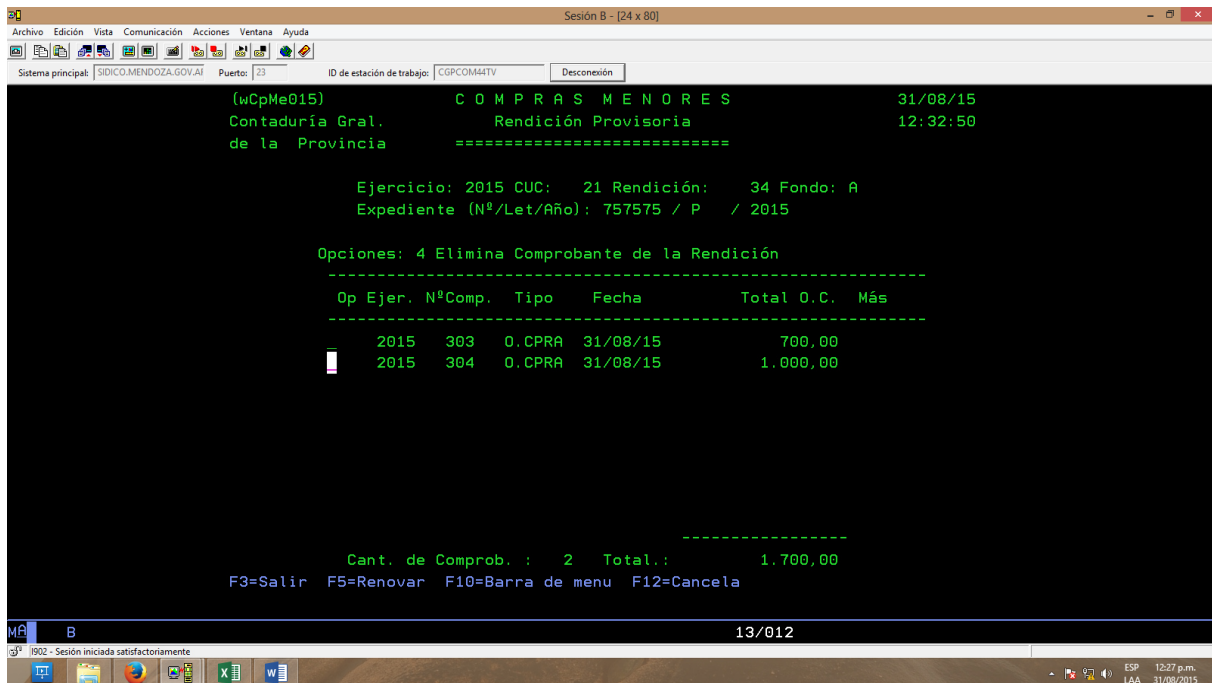 Sesión B - [24 x 80]
Archivo Edición Vista Comunicación Acciones Ventana Ayuda
Sistema principal: SIDICO.MENDOZA.GOV.AR Puerto: 23 ID de estación de trabajo: CGPCOM44TV Desconexión
(wCpMe015) C O M P R A S M E N O R E S 31/08/15
Contaduría Gral. Rendición Provisoria 12:32:50
de la Provincia ============================
Ejercicio: 2015 CUC: 21 Rendición: 34 Fondo: A
Expediente (Nº/Let/Año): 757575 / P / 2015
Opciones: 4 Elimina Comprobante de la Rendición
-------------------------------------------------------------
Op Ejer. NºComp. Tipo Fecha Total O.C. Más
-------------------------------------------------------------
_ 2015 303 O.CPRA 31/08/15 700,00
2015 304 O.CPRA 31/08/15 1.000,00
-----------------
Cant. de Comprob. : 2 Total.: 1.700,00
F3=Salir F5=Renovar F10=Barra de menu F12=Cancela
MA B 13/012
I902 - Sesión iniciada satisfactoriamente
ESP 12:27 p.m.
LAA 31/08/2015